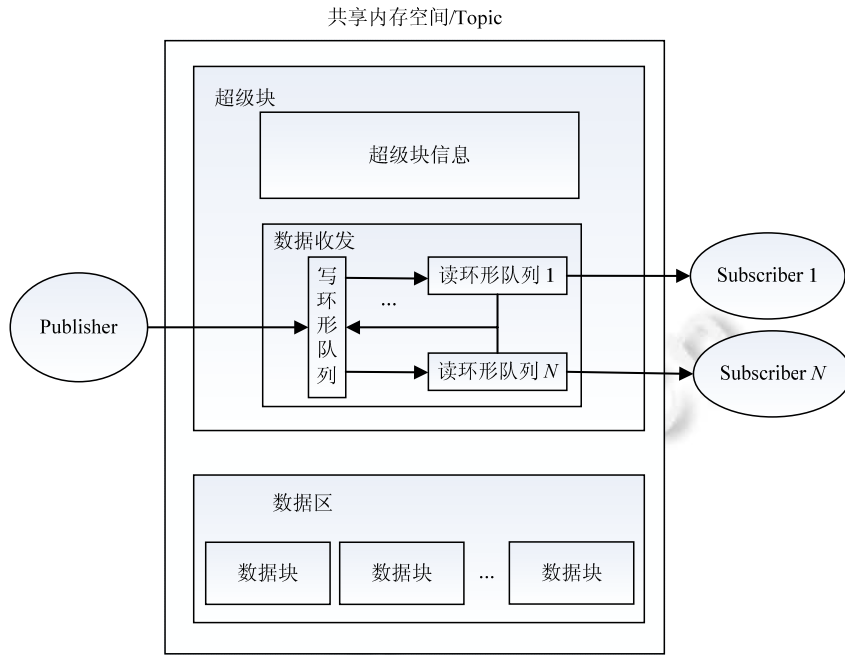 共享内存空间/Topic
超级块
超级块信息
数据收发
写环形队列
读环形队列 1
...
读环形队列 N
Publisher
Subscriber 1
Subscriber N
数据区
数据块
数据块
...
数据块